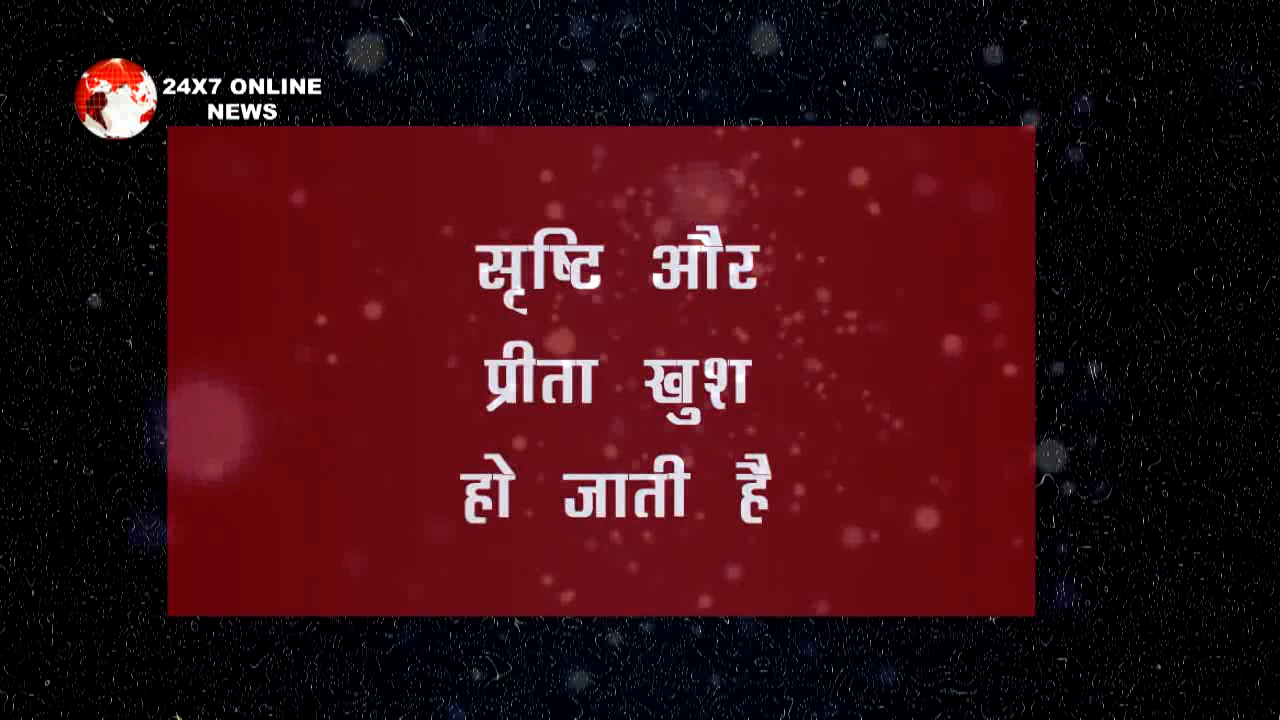 24X7 ONLINE
NEWS
सृष्टि और
प्रीता खुश
हो जाती है